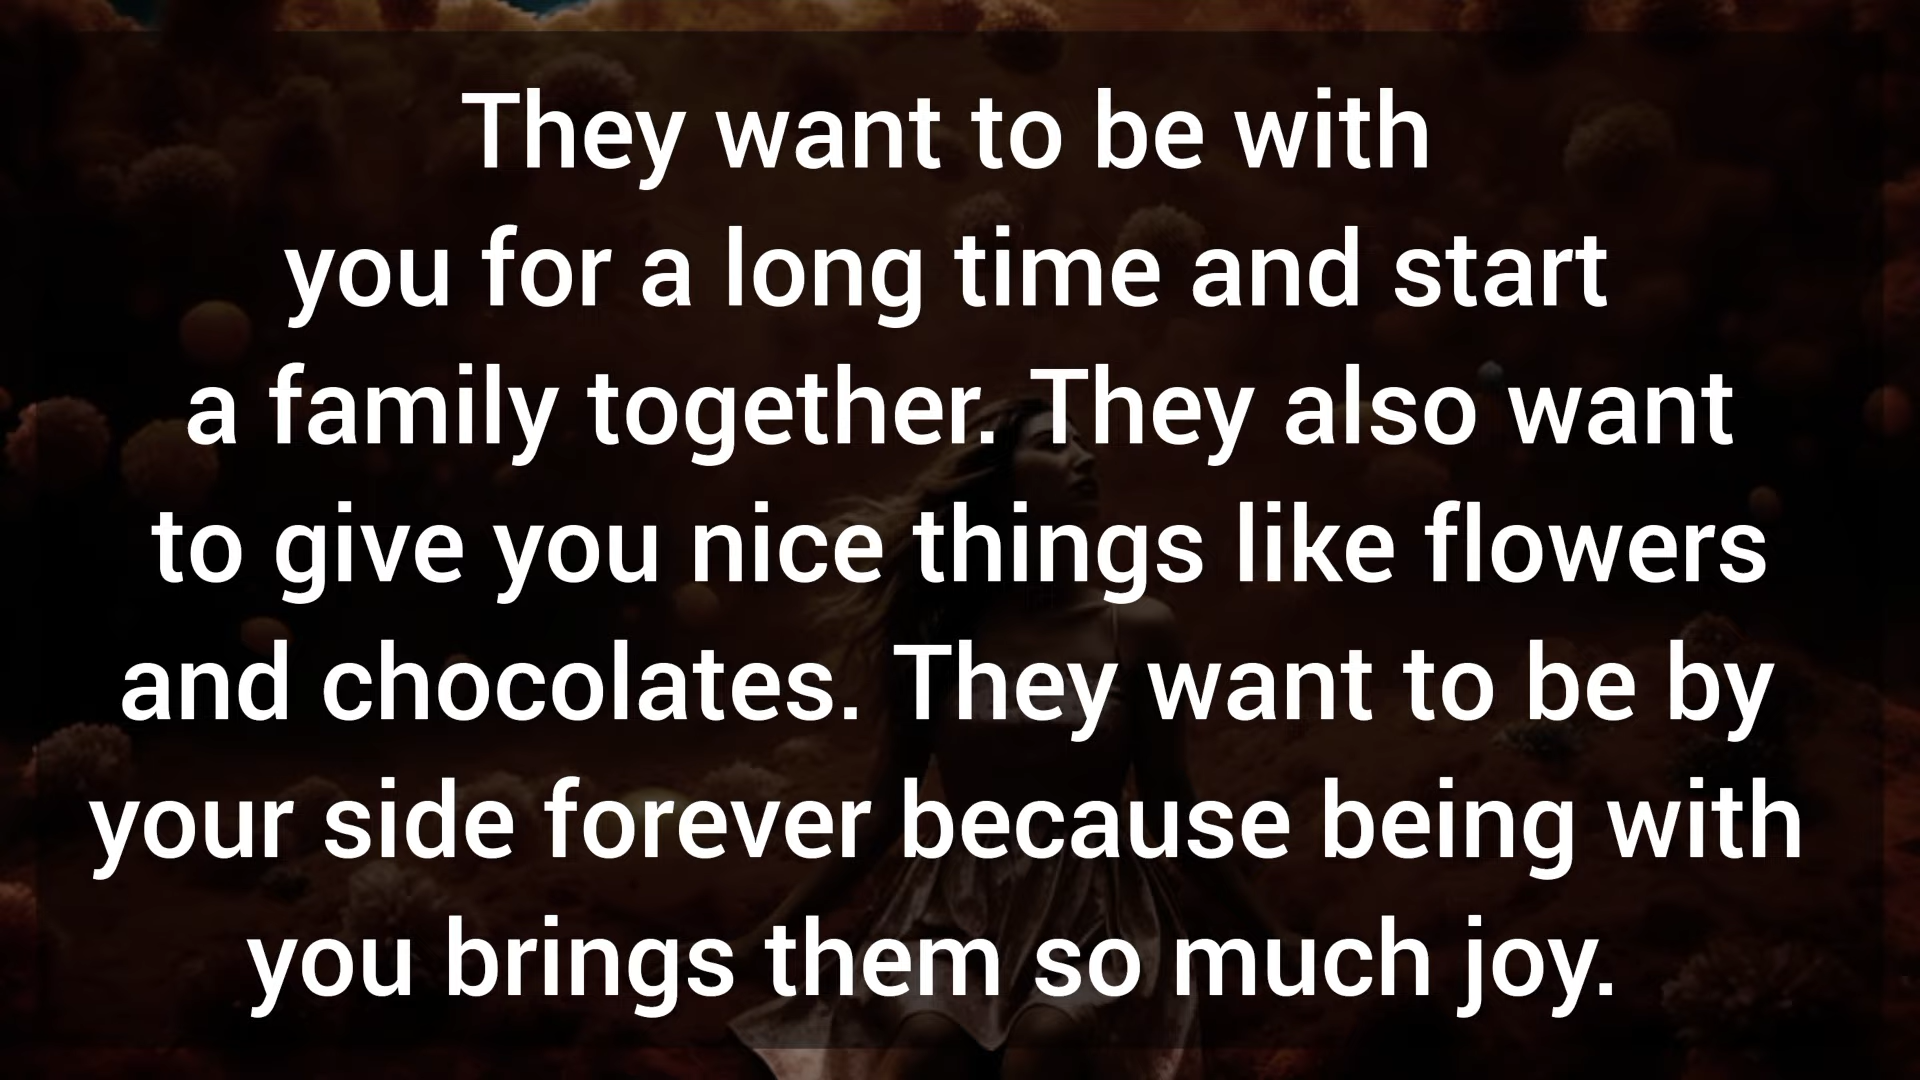 They want to be with
you for a long time and start
a family together. They also want
to give you nice things like flowers
and chocolates. They want to be by
your side forever because being with
you brings them so much joy.